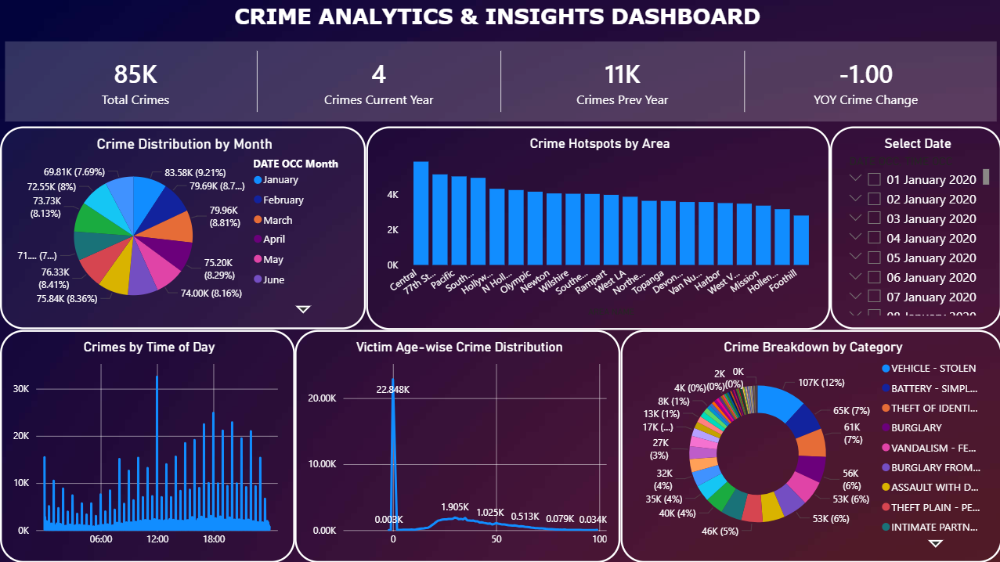 CRIME ANALYTICS & INSIGHTS DASHBOARD
85K
Total Crimes
4
Crimes Current Year
11K
Crimes Prev Year
-1.00
YOY Crime Change
Crime Distribution by Month
69.81K (7.69%)
72.55K (8%)
73.73K
(8.13%)
71.... (7...)
76.33K
(8.41%)
75.84K (8.36%)
83.58K (9.21%)
79.69K (8.7...)
79.96K
(8.81%)
75.20K
(8.29%)
74.00K (8.16%)
DATE OCC Month
January
February
March
April
May
June
Crime Hotspots by Area
4K
2K
0K
Central
77th St...
Pacific
South...
Hollyw...
N Holl...
Olympic
Newton
Wilshire
Southe...
Rampart
West LA
Northe...
Topanga
Devon...
Van Nu...
Harbor
West V...
Mission
Hollen...
Foothill
Select Date
01 January 2020
02 January 2020
03 January 2020
04 January 2020
05 January 2020
06 January 2020
07 January 2020
08 January 2020
Crimes by Time of Day
30K
20K
10K
0K
06:00
12:00
18:00
Victim Age-wise Crime Distribution
20.00K
10.00K
0.00K
22.848K
0.003K
1.905K
1.025K
0.513K
0.079K
0.034K
0
50
100
Crime Breakdown by Category
0K
2K
(0%)
(0%)
4K (0%)
8K (1%)
13K (1%)
17K (...)
27K
(3%)
32K
(4%)
35K (4%)
40K (4%)
46K (5%)
107K (12%)
65K (7%)
61K
(7%)
56K
(6%)
53K (6%)
53K (6%)
VEHICLE - STOLEN
BATTERY - SIMPL...
THEFT OF IDENTI...
BURGLARY
VANDALISM - FE...
BURGLARY FROM...
ASSAULT WITH D...
THEFT PLAIN - PE...
INTIMATE PARTN...